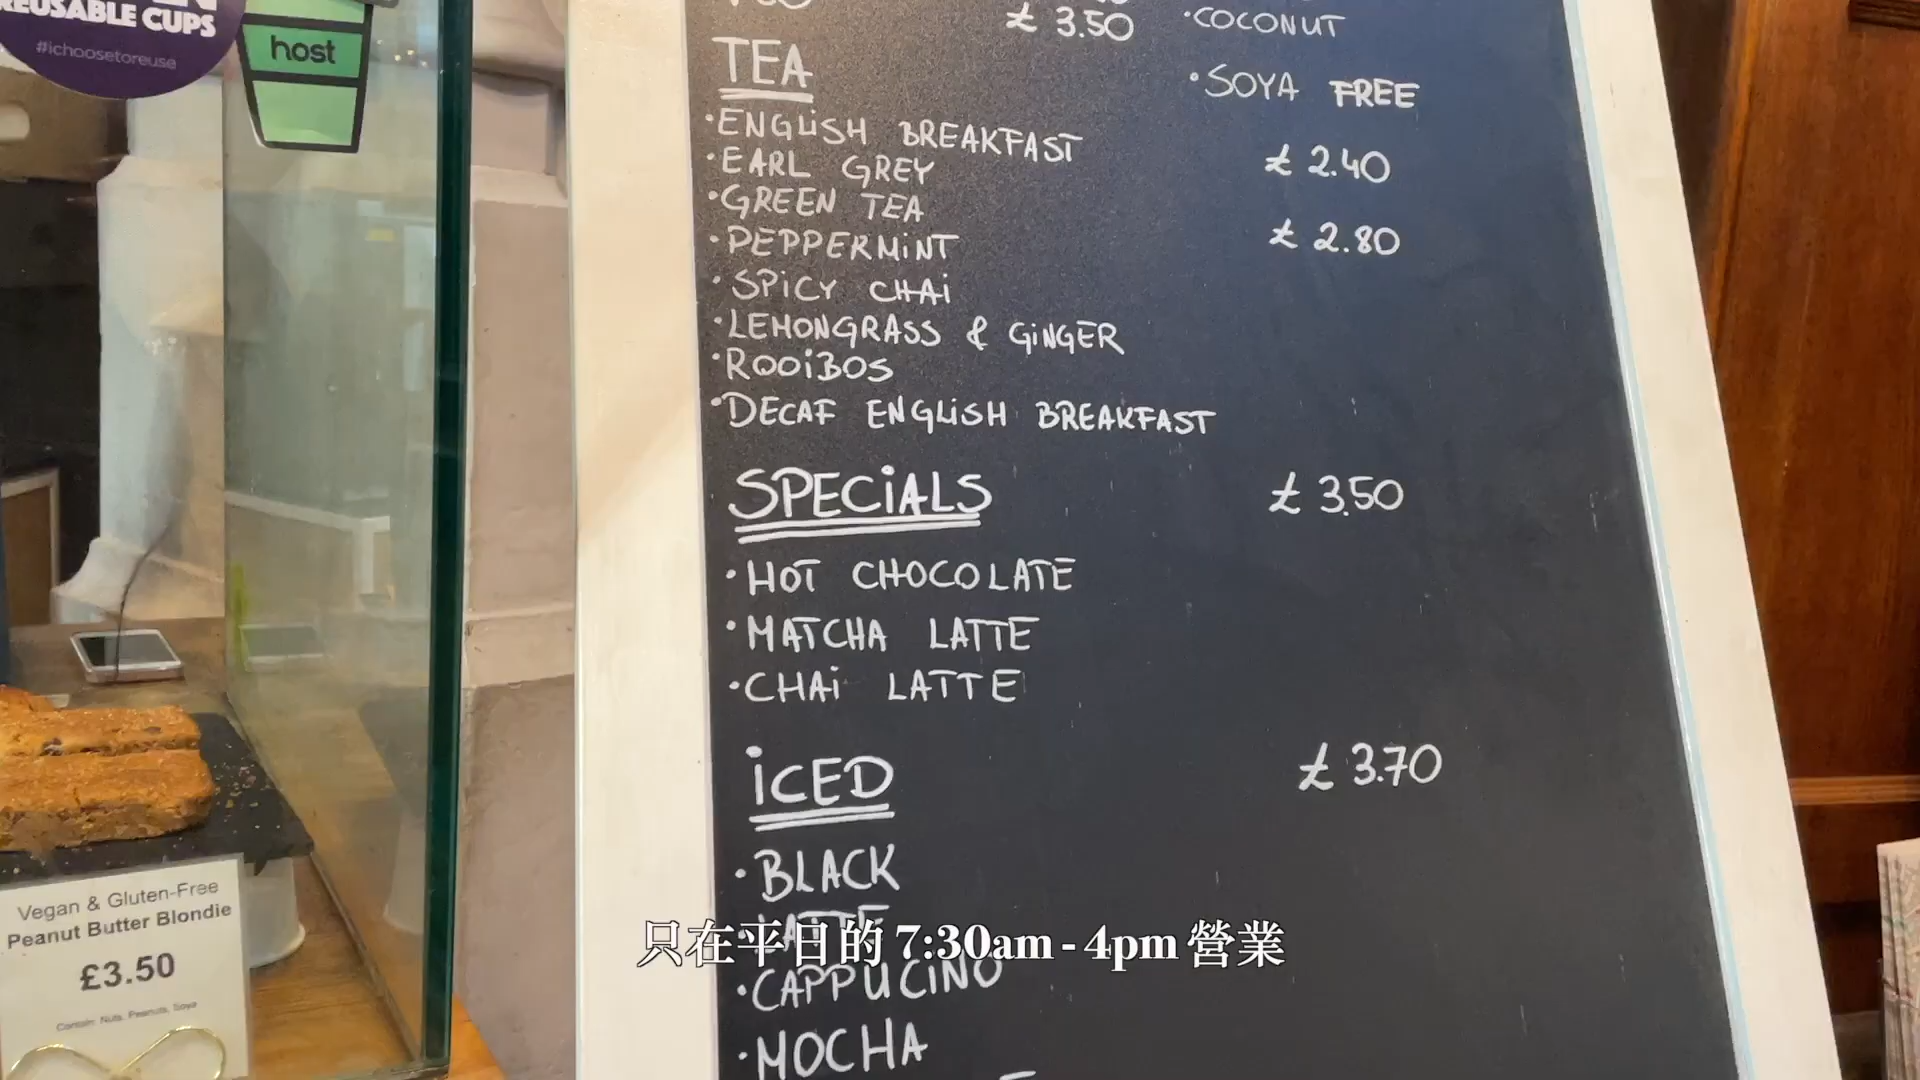 REUSABLE CUPS
#ichoosetoreuse
host
£ 3.50
·COCONUT
·SOYA FREE
TEA
·ENGLISH BREAKFAST
·EARL GREY £ 2.40
·GREEN TEA
·PEPPERMINT £ 2.80
·SPICY CHAI
·LEMONGRASS & GINGER
·ROOIBOS
·DECAF ENGLISH BREAKFAST
SPECIALS £ 3.50
·HOT CHOCOLATE
·MATCHA LATTE
·CHAI LATTE
ICED £ 3.70
·BLACK
·LATTE
·CAPPUCINO
·MOCHA
Vegan & Gluten-Free
Peanut Butter Blondie
£3.50
Contain: Nuts, Peanuts, Soya
只在平日的 7:30am - 4pm 營業